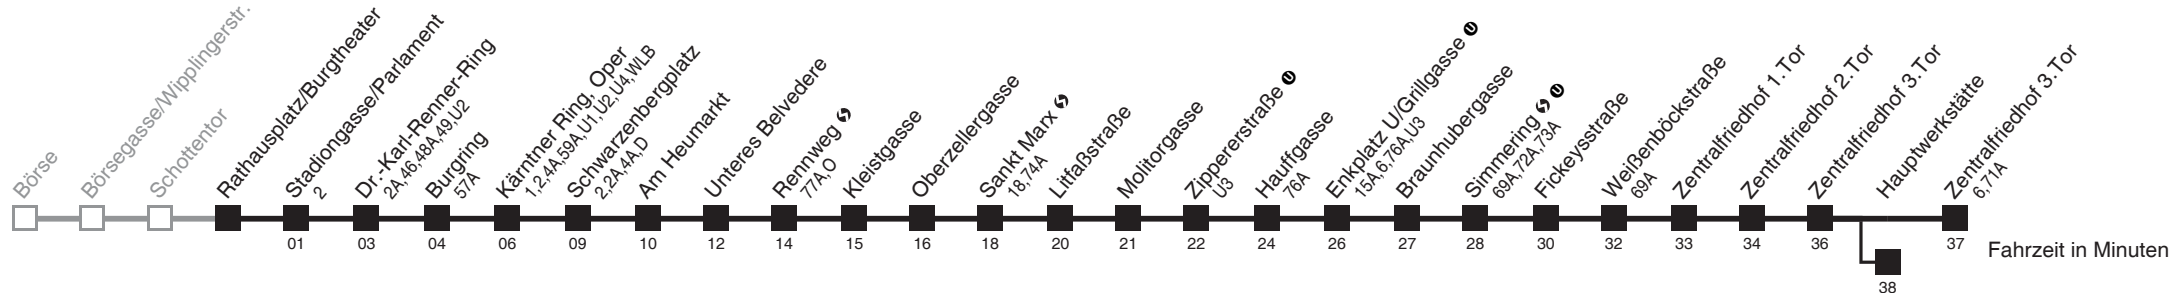 Börse
Börsegasse/Wipplingerstr.
Schottentor
Rathausplatz/Burgtheater
Stadiongasse/Parlament
2
Dr.-Karl-Renner-Ring
2A,46,48A,49,U2
Burgring
57A
Kärntner Ring, Oper
1,2,4A,59A,U1,U2,U4,WLB
Schwarzenbergplatz
2,2A,4A,D
Am Heumarkt
Unteres Belvedere
Rennweg S
77A,O
Kleistgasse
Oberzellergasse
Sankt Marx S
18,74A
Litfaßstraße
Molitorgasse
Zippererstraße U
U3
Hauffgasse
76A
Enkplatz U/Grillgasse U
15A,6,76A,U3
Braunhubergasse
Simmering S U
69A,72A,73A
Fickeysstraße
Weißenböckstraße
69A
Zentralfriedhof 1.Tor
Zentralfriedhof 2.Tor
Zentralfriedhof 3.Tor
Hauptwerkstätte
Zentralfriedhof 3.Tor
6,71A
01 03 04 06 09 10 12 14 15 16 18 20 21 22 24 26 27 28 30 32 33 34 36 37
38
Fahrzeit in Minuten